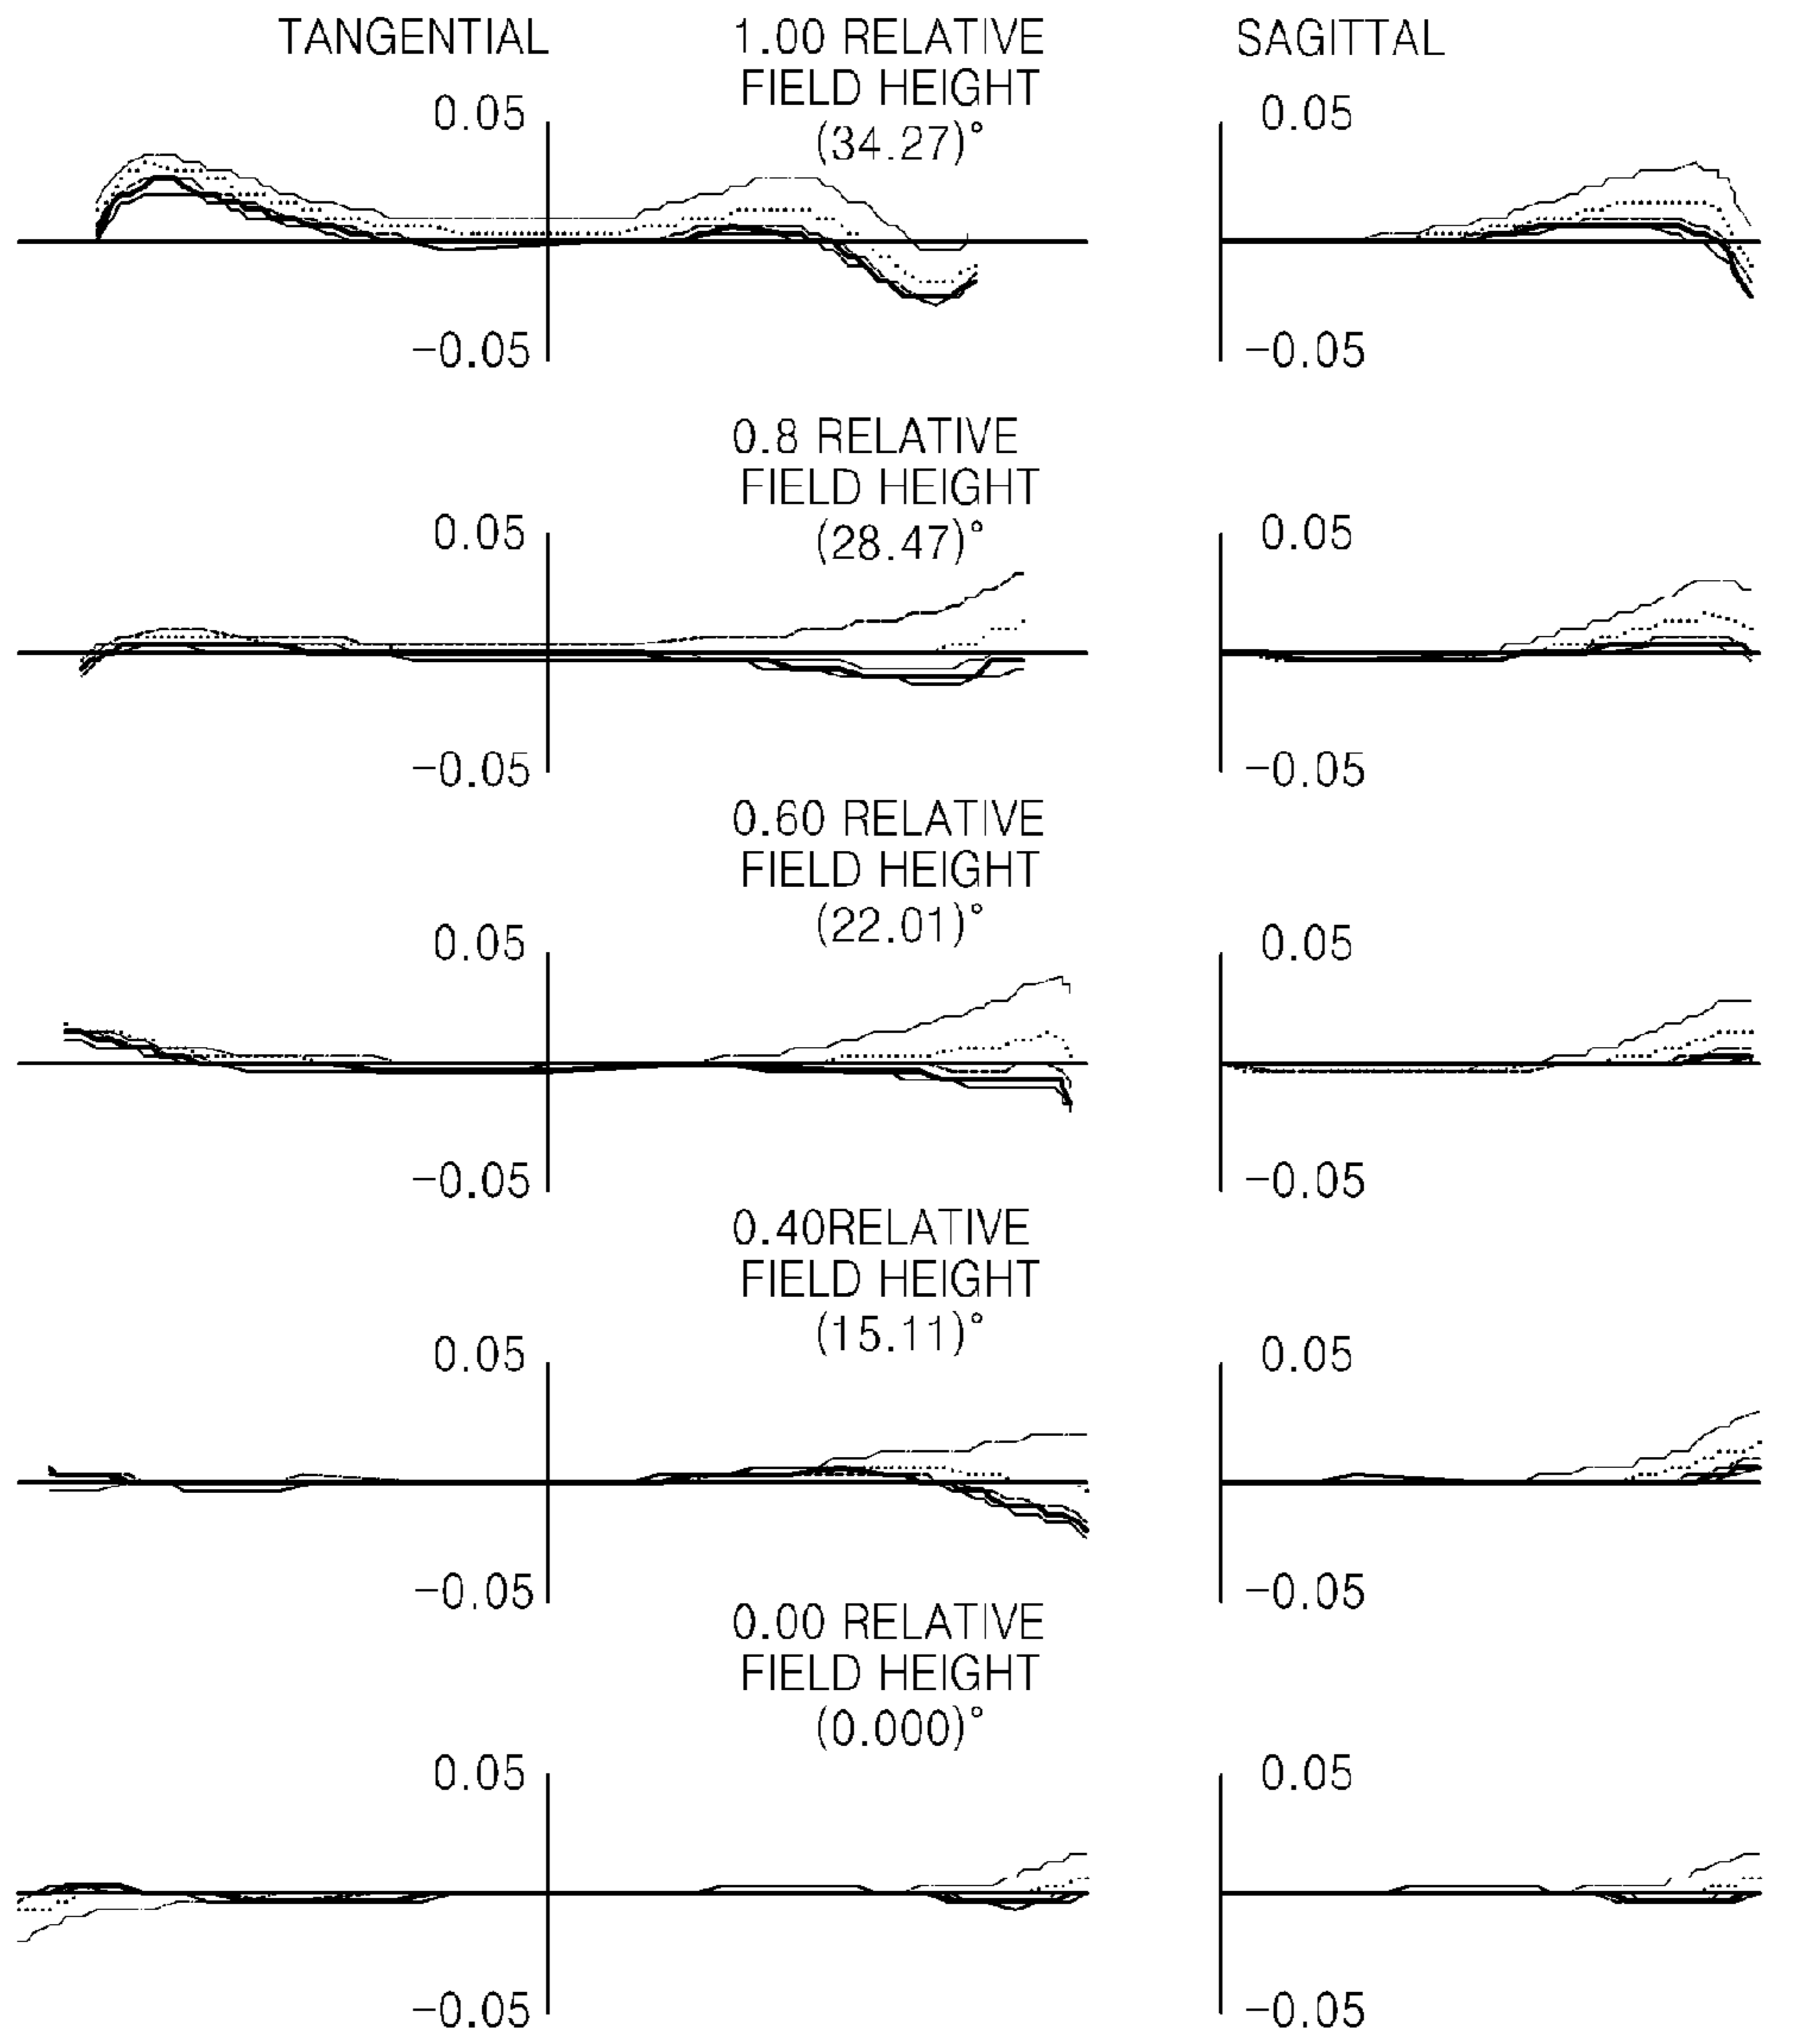 TANGENTIAL
1.00 RELATIVE
FIELD HEIGHT
(34.27)°
SAGITTAL
0.05
0.05
-0.05
-0.05
0.8 RELATIVE
FIELD HEIGHT
(28.47)°
0.05
0.05
-0.05
-0.05
0.60 RELATIVE
FIELD HEIGHT
(22.01)°
0.05
0.05
-0.05
-0.05
0.40RELATIVE
FIELD HEIGHT
(15.11)°
0.05
0.05
-0.05
-0.05
0.00 RELATIVE
FIELD HEIGHT
(0.000)°
0.05
0.05
-0.05
-0.05